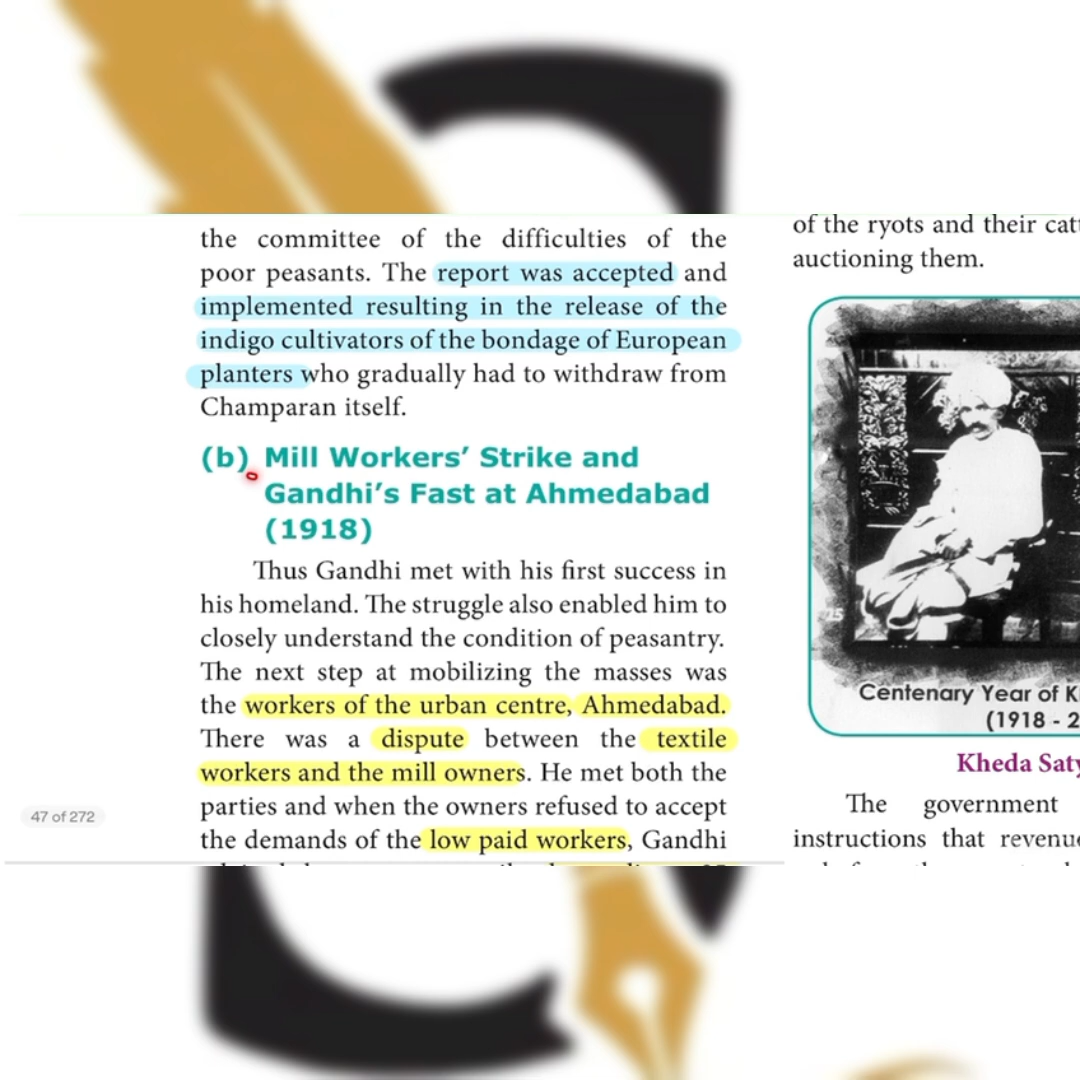 the committee of the difficulties of the
poor peasants. The report was accepted and
implemented resulting in the release of the
indigo cultivators of the bondage of European
planters who gradually had to withdraw from
Champaran itself.
(b) Mill Workers’ Strike and
Gandhi’s Fast at Ahmedabad
(1918)
Thus Gandhi met with his first success in
his homeland. The struggle also enabled him to
closely understand the condition of peasantry.
The next step at mobilizing the masses was
the workers of the urban centre, Ahmedabad.
There was a dispute between the textile
workers and the mill owners. He met both the
parties and when the owners refused to accept
the demands of the low paid workers, Gandhi
47 of 272
of the ryots and their
auctioning them.
Centenary Year of
(1918 -
Kheda
The government
instructions that